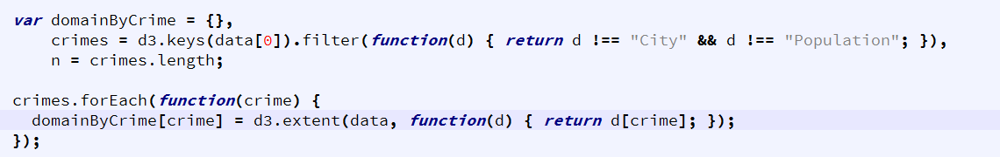 var domainByCrime = {},
    crimes = d3.keys(data[0]).filter(function(d) { return d !== "City" && d !== "Population"; }),
    n = crimes.length;

crimes.forEach(function(crime) {
  domainByCrime[crime] = d3.extent(data, function(d) { return d[crime]; });
});